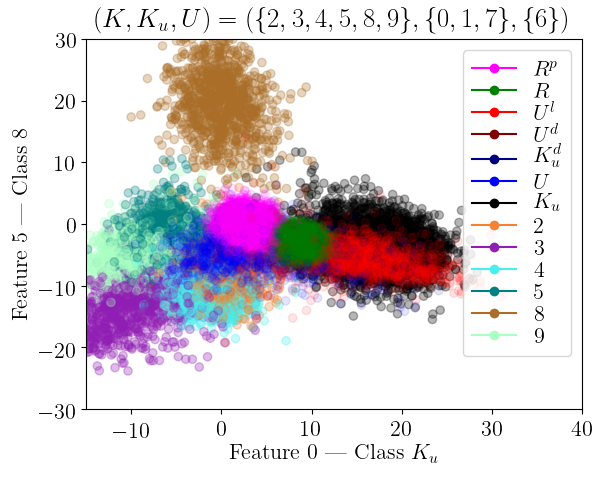 (K, K_u, U) = ({2, 3, 4, 5, 8, 9}, {0, 1, 7}, {6})
30
20
10
0
−10
−20
−30
Feature 5 — Class 8
R^p
R
U^l
U^d
K_u^d
U
K_u
2
3
4
5
8
9
−10
0
10
20
30
40
Feature 0 — Class K_u